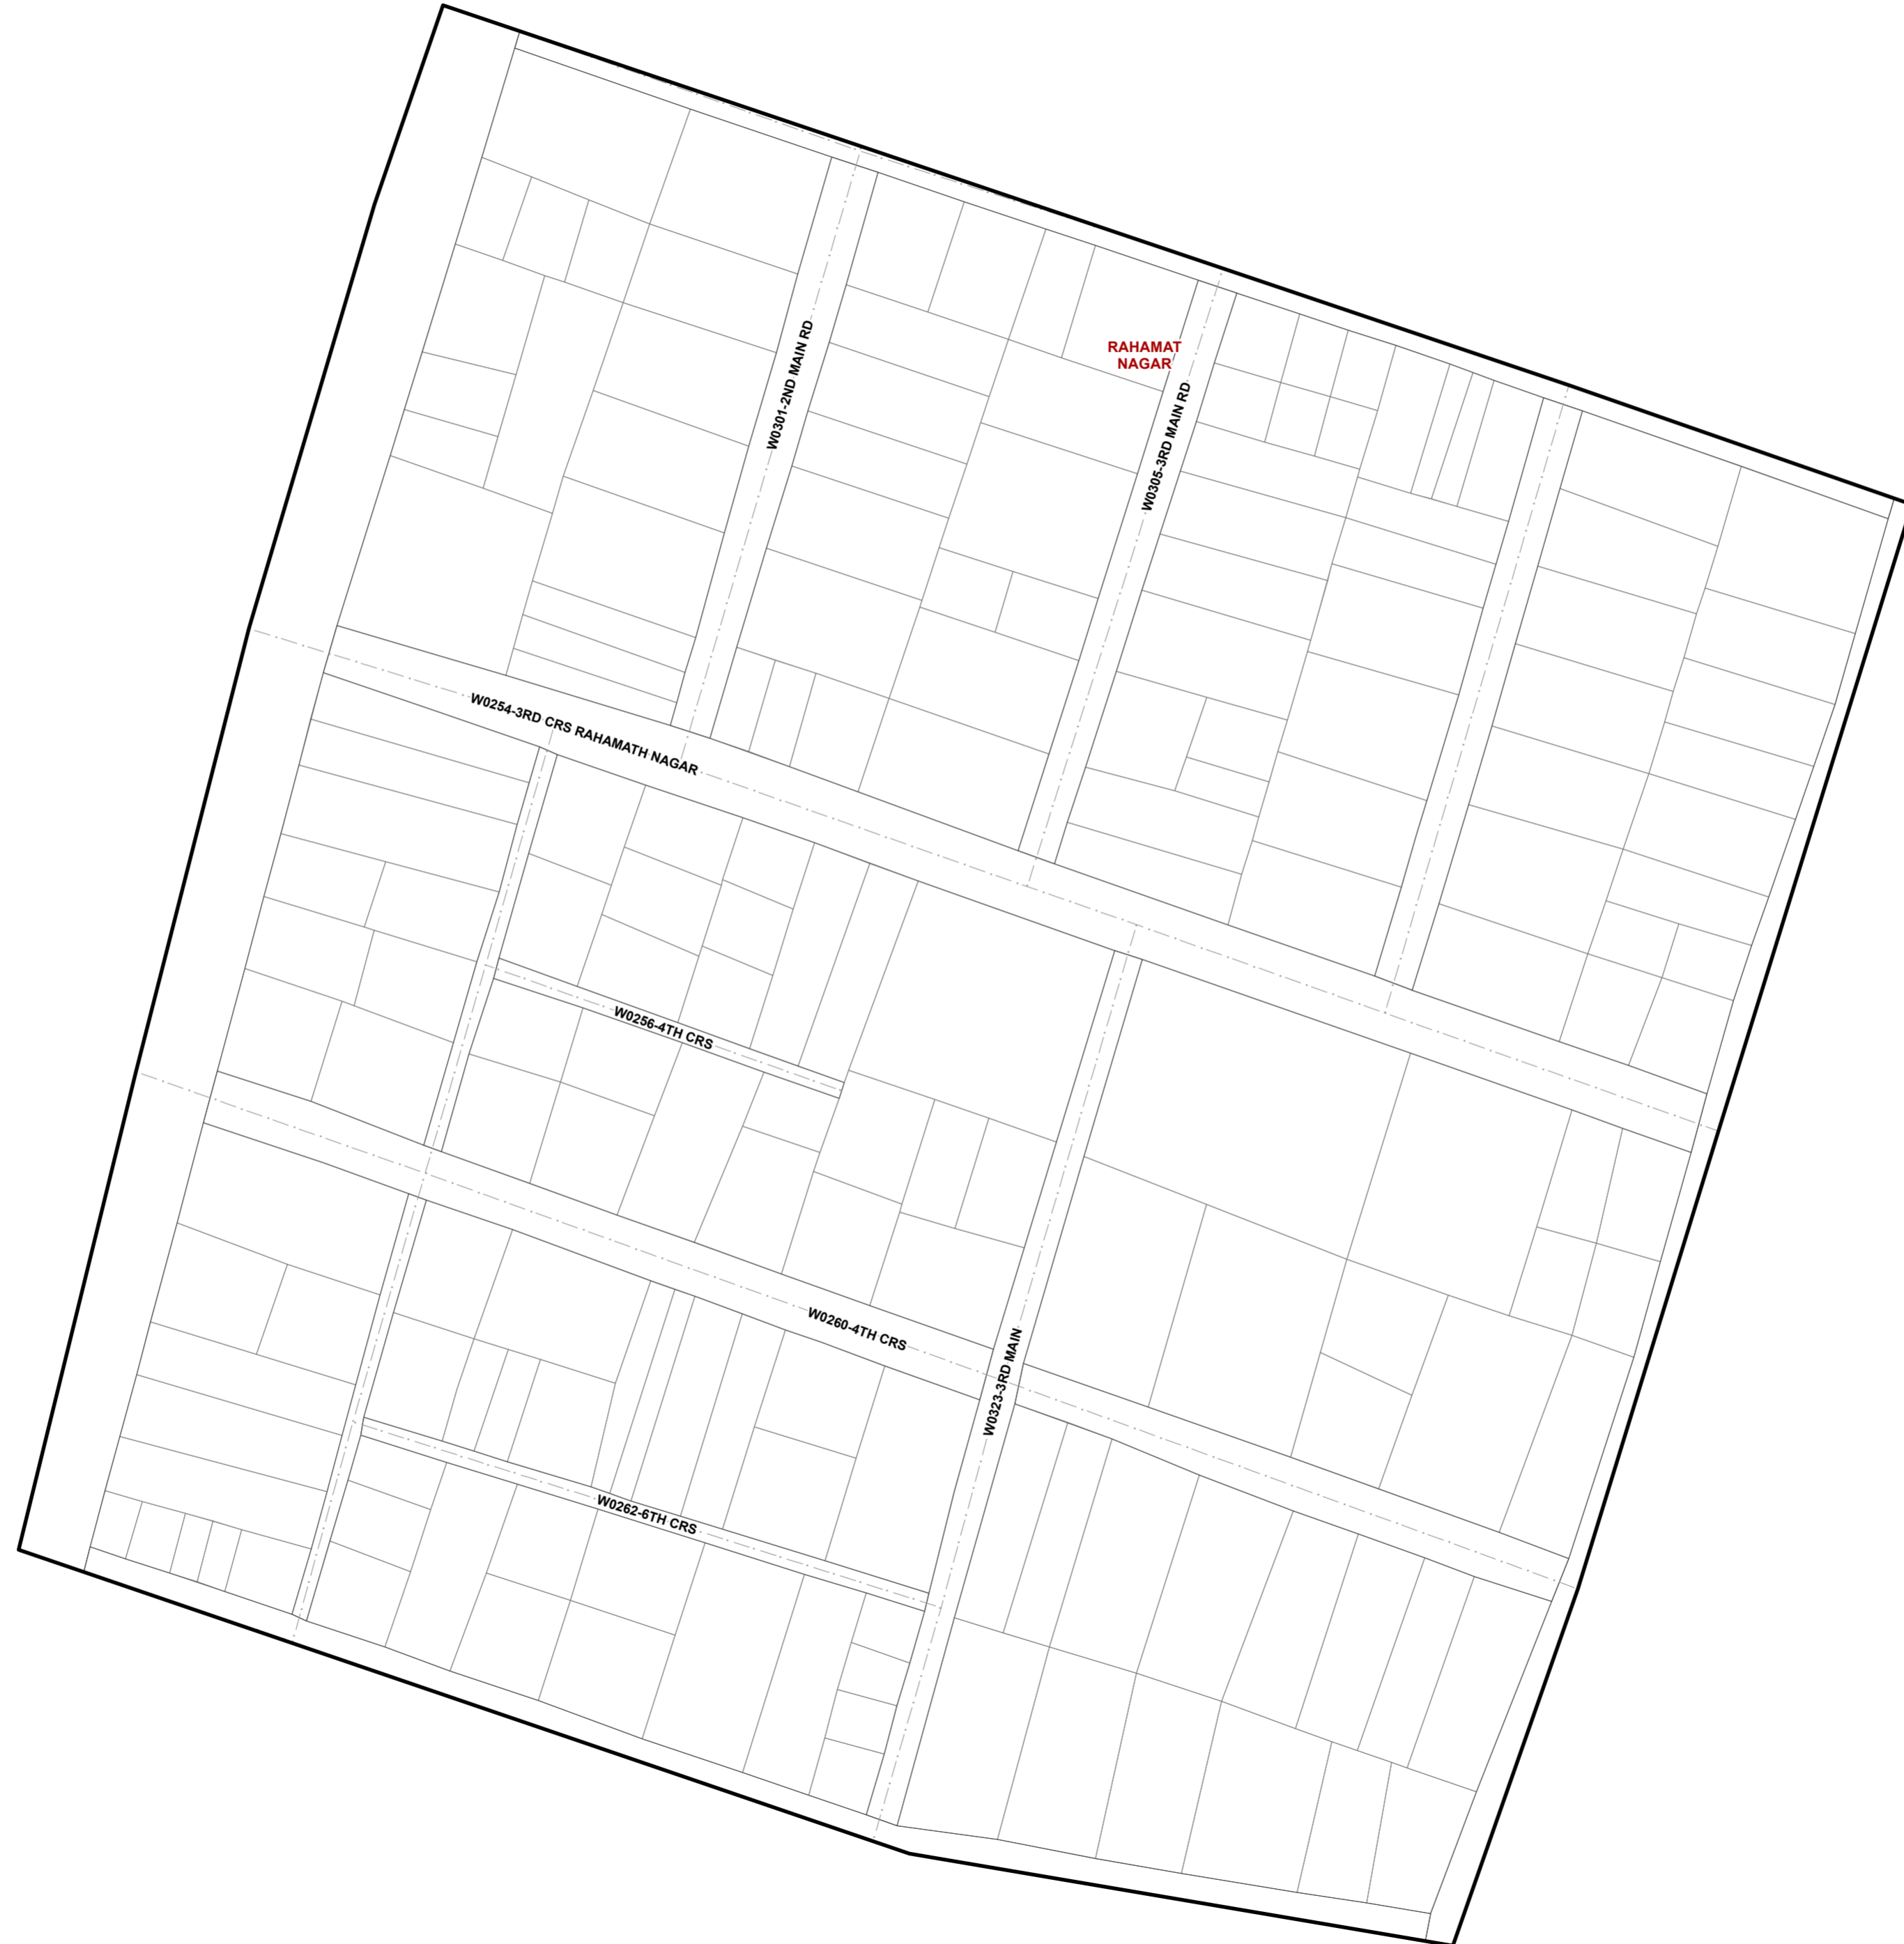 W0301-2ND MAIN RD
RAHAMAT
NAGAR
W0305-3RD MAIN RD
W0254-3RD CRS RAHAMATH NAGAR
W0256-4TH CRS
W0260-4TH CRS
W0323-3RD MAIN
W0262-6TH CRS